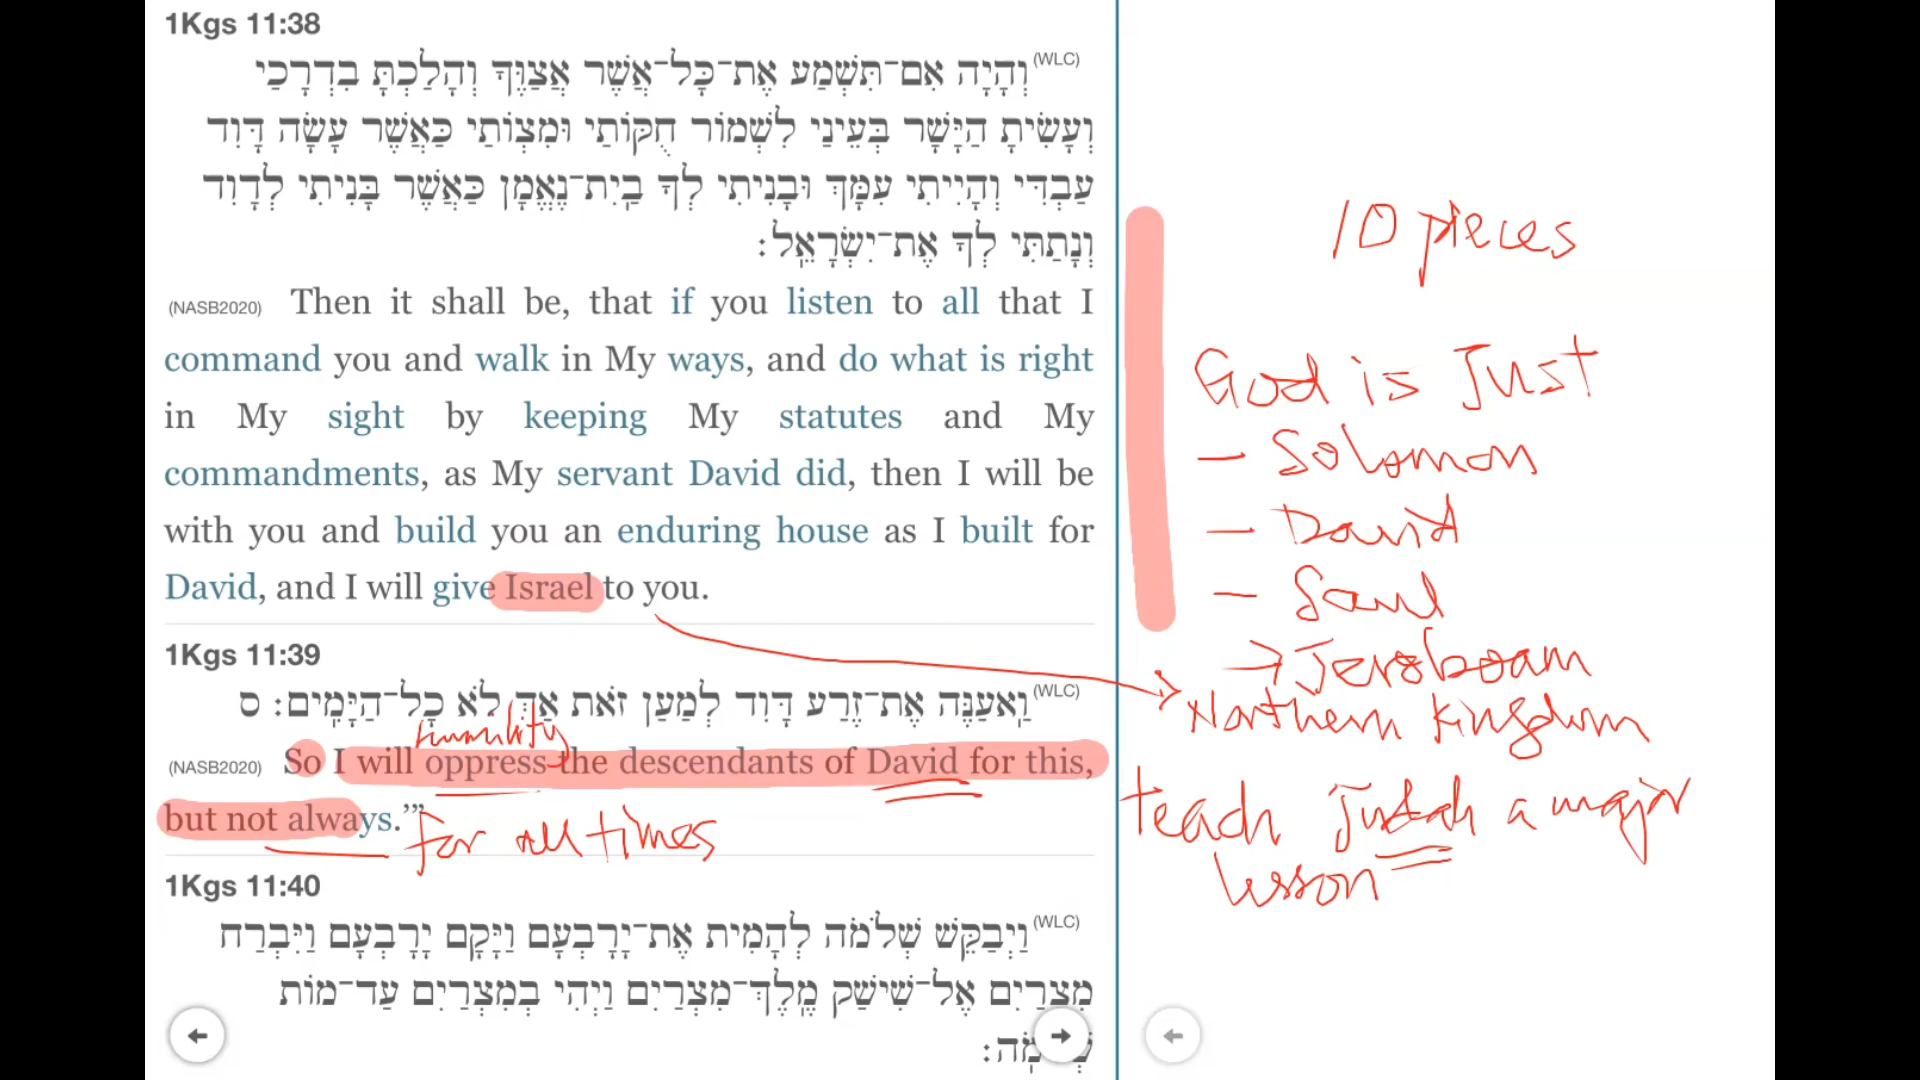 1Kgs 11:38
(WLC) וְהָיָה אִם־תִּשְׁמַע אֶת־כָּל־אֲשֶׁר אֲצַוֶּךָ וְהָלַכְתָּ בִדְרָכַי
וְעָשִׂיתָ הַיָּשָׁר בְּעֵינַי לִשְׁמוֹר חֻקּוֹתַי וּמִצְוֹתַי כַּאֲשֶׁר עָשָׂה דָּוִד
עַבְדִּי וְהָיִיתִי עִמָּךְ וּבָנִיתִי לְךָ בַיִת־נֶאֱמָן כַּאֲשֶׁר בָּנִיתִי לְדָוִד
וְנָתַתִּי לְךָ אֶת־יִשְׂרָאֵל׃
(NASB2020) Then it shall be, that if you listen to all that I
command you and walk in My ways, and do what is right
in My sight by keeping My statutes and My
commandments, as My servant David did, then I will be
with you and build you an enduring house as I built for
David, and I will give Israel to you.
1Kgs 11:39
(WLC) וַאעַנֶּה אֶת־זֶרַע דָּוִד לְמַעַן זֹאת אַךְ לֹא כָל־הַיָּמִים׃ ס
humility
(NASB2020) So I will oppress the descendants of David for this,
but not always.’”
for all times
1Kgs 11:40
(WLC) וַיְבַקֵּשׁ שְׁלֹמֹה לְהָמִית אֶת־יָרָבְעָם וַיָּקָם יָרָבְעָם וַיִּבְרַח
מִצְרַיִם אֶל־שִׁישַׁק מֶלֶךְ־מִצְרַיִם וַיְהִי בְמִצְרַיִם עַד־מוֹת
10 pieces
God is Just
- Solomon
- David
- Saul
→ Jeroboam
Northern Kingdom
teach Judah a major
lesson